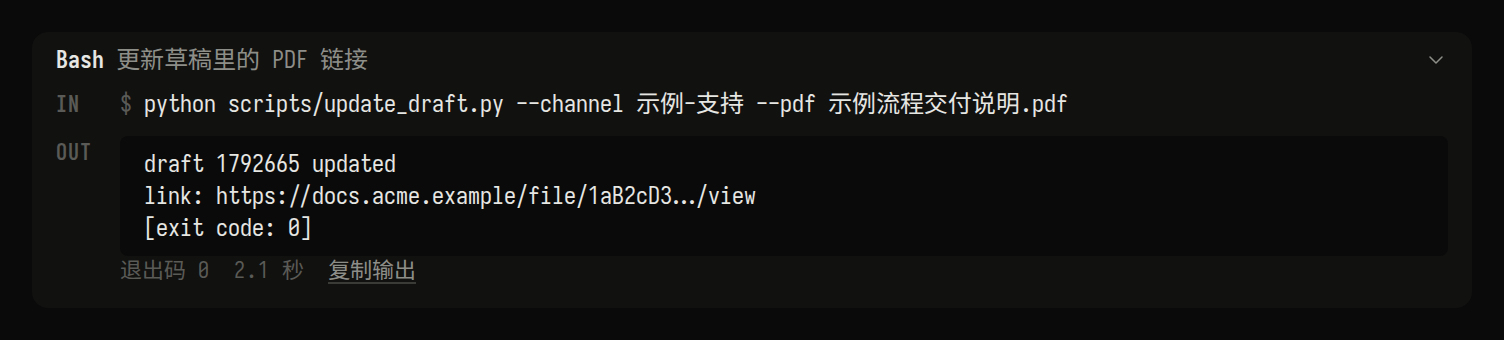 Bash 更新草稿里的 PDF 链接
IN $ python scripts/update_draft.py --channel 示例-支持 --pdf 示例流程交付说明.pdf
OUT
draft 1792665 updated
link: https://docs.acme.example/file/1aB2cD3.../view
[exit code: 0]
退出码 0 2.1 秒 复制输出